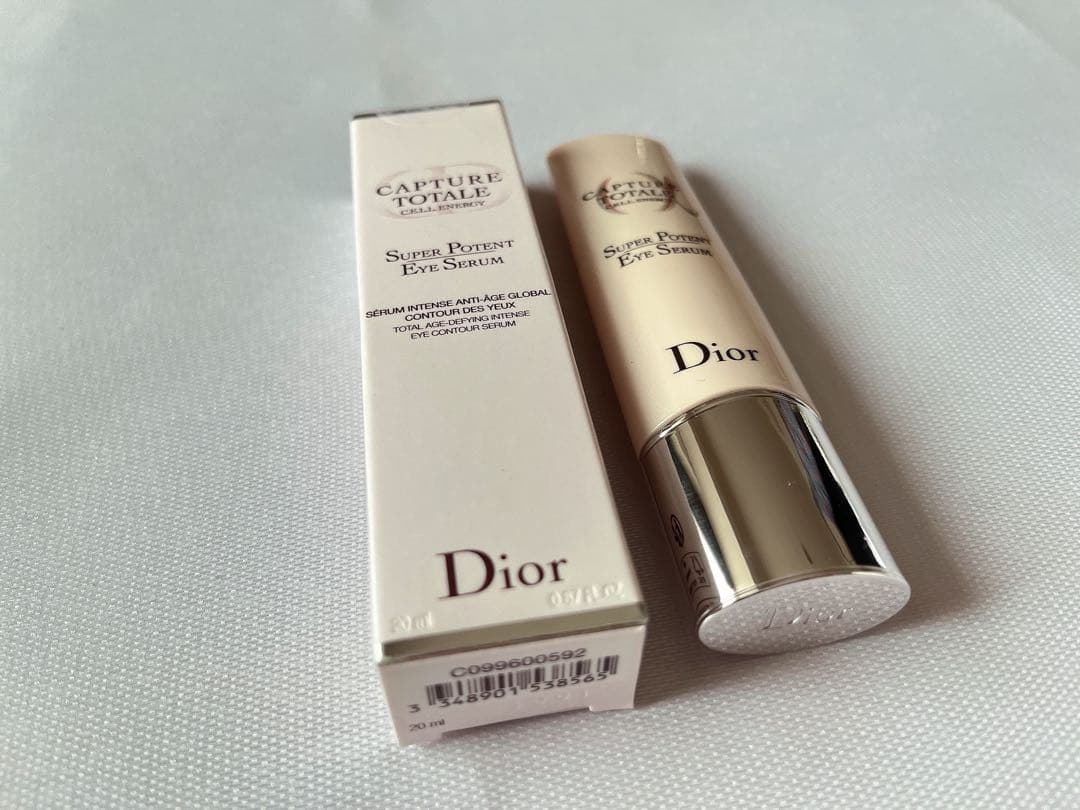 CAPTURE
TOTALE
CELL ENERGY
SUPER POTENT
EYE SERUM
SÉRUM INTENSE ANTI-ÂGE GLOBAL
CONTOUR DES YEUX
TOTAL AGE-DEFYING INTENSE
EYE CONTOUR SERUM
Dior
20 ml
C099600592
3 348901 538565
20 ml
CAPTURE
TOTALE
CELL ENERGY
SUPER POTENT
EYE SERUM
Dior
Dior